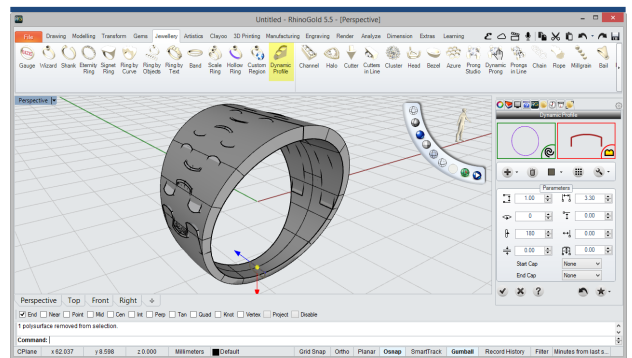 Untitled - RhinoGold 5.5 - [Perspective]
File Drawing Modelling Transform Gems Jewellery Artistics Clayoo 3D Printing Manufacturing Engraving Render Analyze Dimension Extras Learning
Gauge Wizard Shank Eternity Ring Signet Ring Ring by Curve Ring by Objects Ring by Text Band Scale Ring Hollow Ring Custom Region Dynamic Profile Channel Halo Cutter Cutters in Line Cluster Head Bezel Azure Prong Studio Dynamic Prong Prongs in Line Chain Rope Millgrain Bail
Perspective
Dynamic Profile
Parameters
1.00 3.30
0 0.00
180 0.00
0.00 0.00
Start Cap None
End Cap None
Perspective Top Front Right
End Near Point Mid Cen Int Perp Tan Quad Knot Vertex Project Disable
1 polysurface removed from selection.
Command:
CPlane x 62.037 y 8.598 z 0.000 Millimeters Default Grid Snap Ortho Planar Osnap SmartTrack Gumball Record History Filter Minutes from last s...